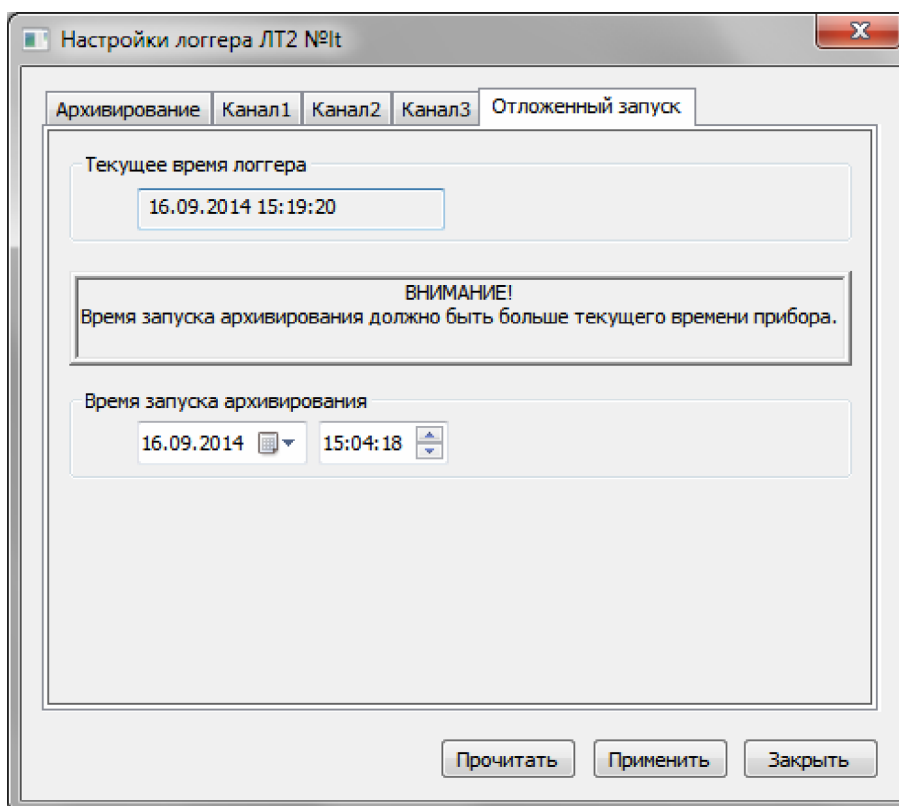 Настройки логгера ЛТ2 №lt
Архивирование Канал1 Канал2 Канал3 Отложенный запуск
Текущее время логгера
16.09.2014 15:19:20
ВНИМАНИЕ!
Время запуска архивирования должно быть больше текущего времени прибора.
Время запуска архивирования
16.09.2014 15:04:18
Прочитать Применить Закрыть